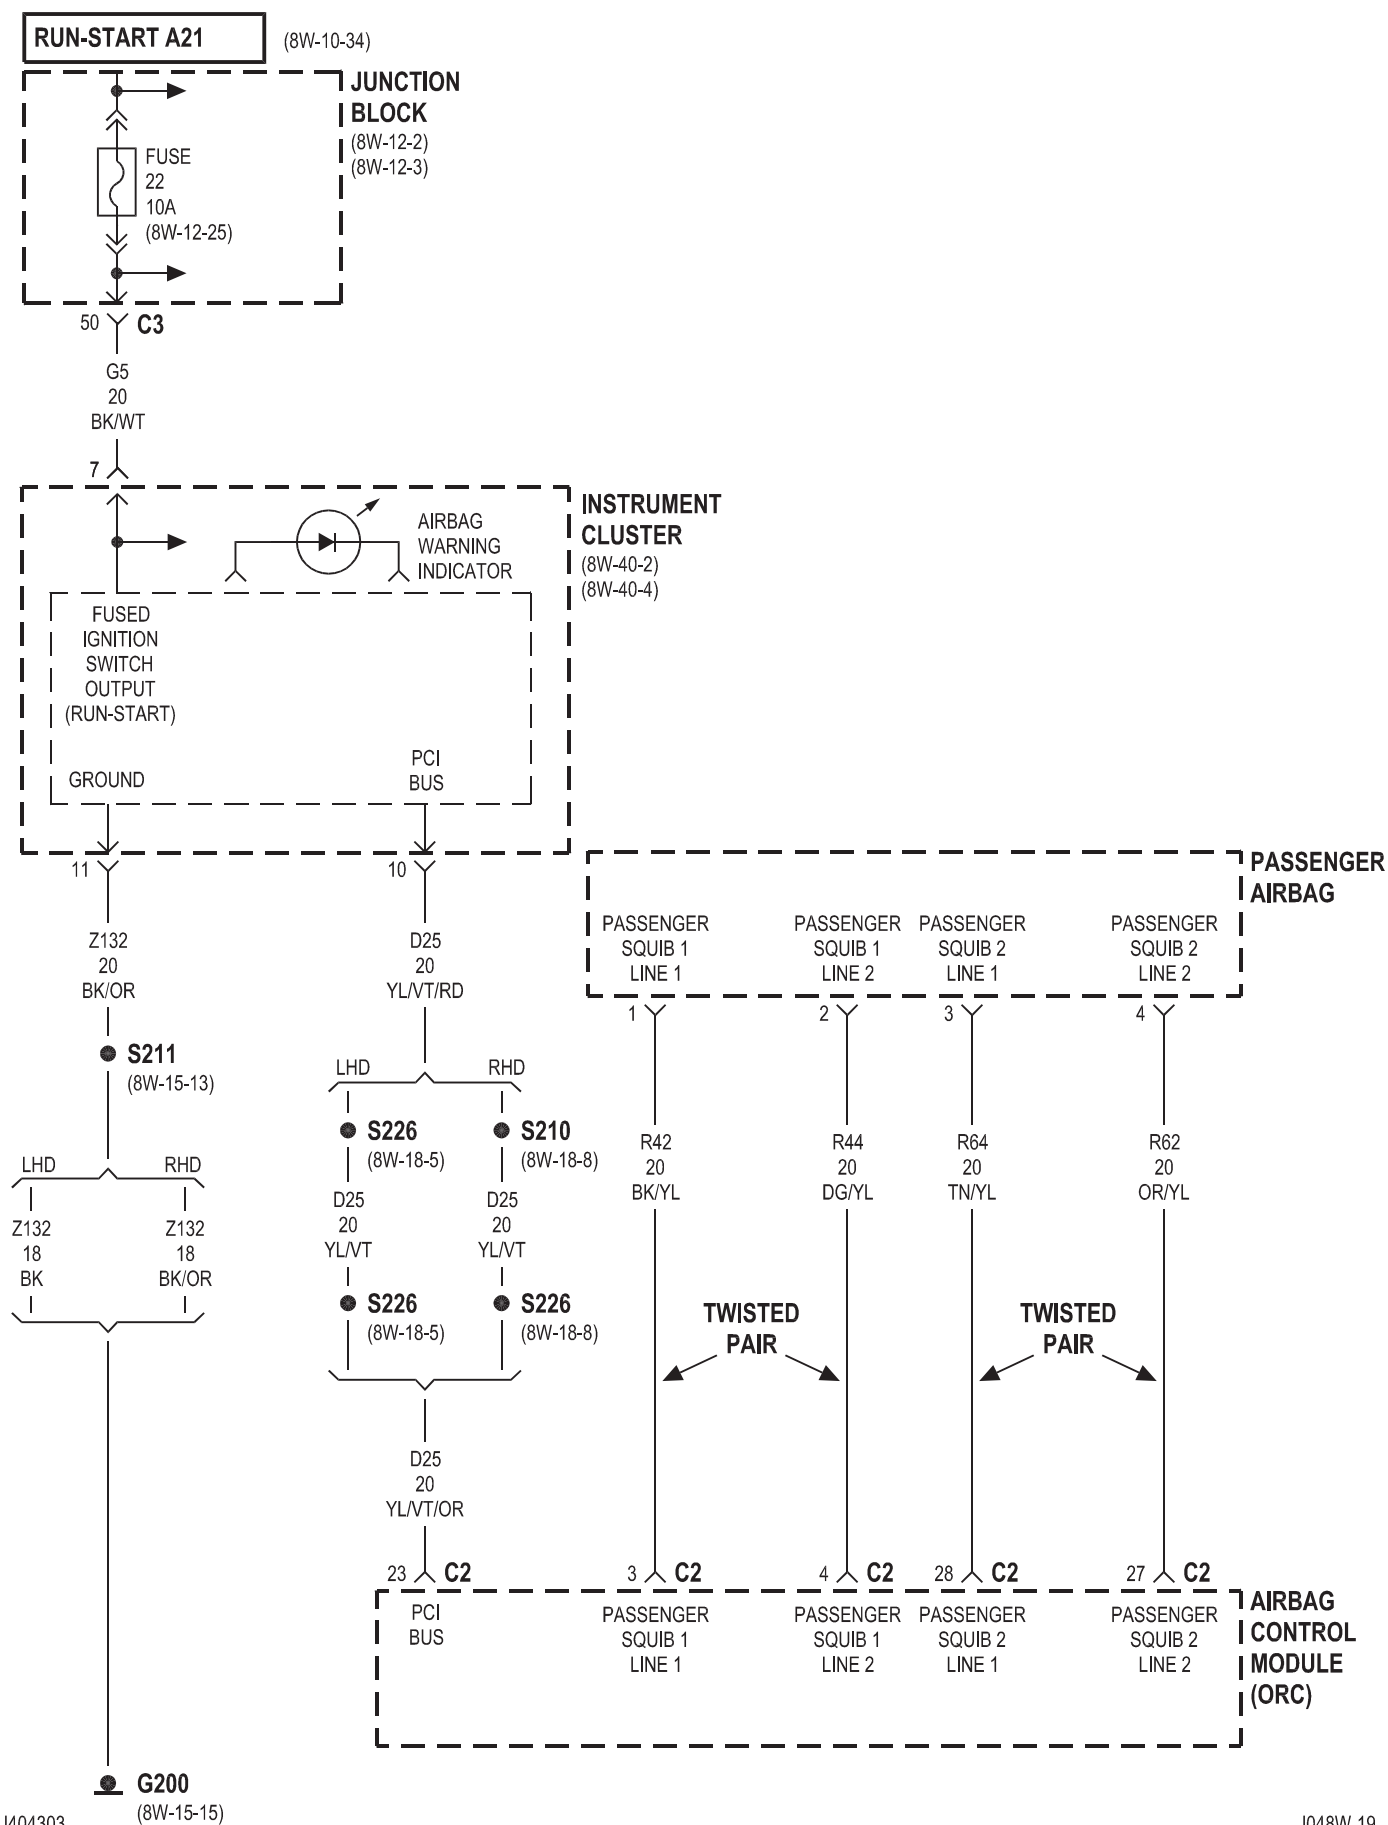 RUN-START A21
(8W-10-34)
JUNCTION
BLOCK
(8W-12-2)
(8W-12-3)
FUSE
22
10A
(8W-12-25)
50
C3
G5
20
BK/WT
7
INSTRUMENT
CLUSTER
(8W-40-2)
(8W-40-4)
AIRBAG
WARNING
INDICATOR
FUSED
IGNITION
SWITCH
OUTPUT
(RUN-START)
GROUND
PCI
BUS
11
10
Z132
20
BK/OR
D25
20
YL/VT/RD
S211
(8W-15-13)
LHD
RHD
Z132
18
BK
Z132
18
BK/OR
LHD
RHD
S226
(8W-18-5)
S210
(8W-18-8)
D25
20
YL/VT
D25
20
YL/VT
S226
(8W-18-5)
S226
(8W-18-8)
D25
20
YL/VT/OR
PASSENGER
AIRBAG
PASSENGER
SQUIB 1
LINE 1
PASSENGER
SQUIB 1
LINE 2
PASSENGER
SQUIB 2
LINE 1
PASSENGER
SQUIB 2
LINE 2
1
2
3
4
R42
20
BK/YL
R44
20
DG/YL
R64
20
TN/YL
R62
20
OR/YL
TWISTED
PAIR
TWISTED
PAIR
23
C2
3
C2
4
C2
28
C2
27
C2
PCI
BUS
PASSENGER
SQUIB 1
LINE 1
PASSENGER
SQUIB 1
LINE 2
PASSENGER
SQUIB 2
LINE 1
PASSENGER
SQUIB 2
LINE 2
AIRBAG
CONTROL
MODULE
(ORC)
G200
(8W-15-15)
J048W-19